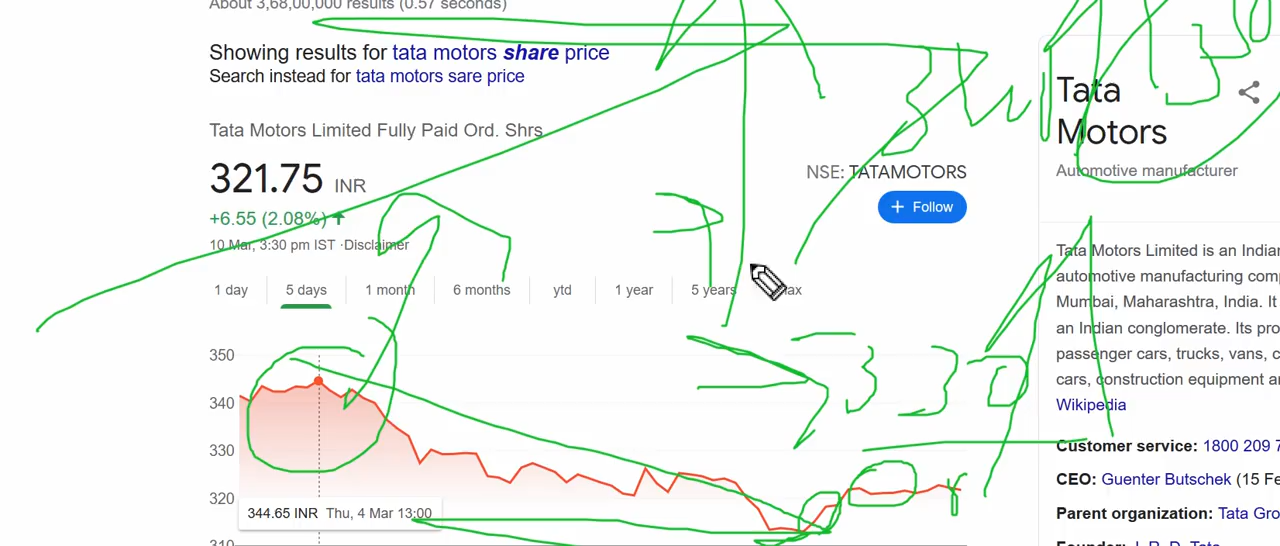 About 3,68,00,000 results (0.57 seconds)
Showing results for tata motors share price
Search instead for tata motors sare price
Tata Motors Limited Fully Paid Ord. Shrs
321.75 INR
+6.55 (2.08%) ↑
10 Mar, 3:30 pm IST · Disclaimer
NSE: TATAMOTORS
+ Follow
1 day 5 days 1 month 6 months ytd 1 year 5 years
350
340
330
320
310
344.65 INR Thu, 4 Mar 13:00
330
Tata
Motors
Automotive manufacturer
Tata Motors Limited is an Indian
automotive manufacturing comp
Mumbai, Maharashtra, India. It
an Indian conglomerate. Its pro
passenger cars, trucks, vans, c
cars, construction equipment a
Wikipedia
Customer service: 1800 209 7
CEO: Guenter Butschek (15 Fe
Parent organization: Tata Gro
Founder: J. R. D. Tata